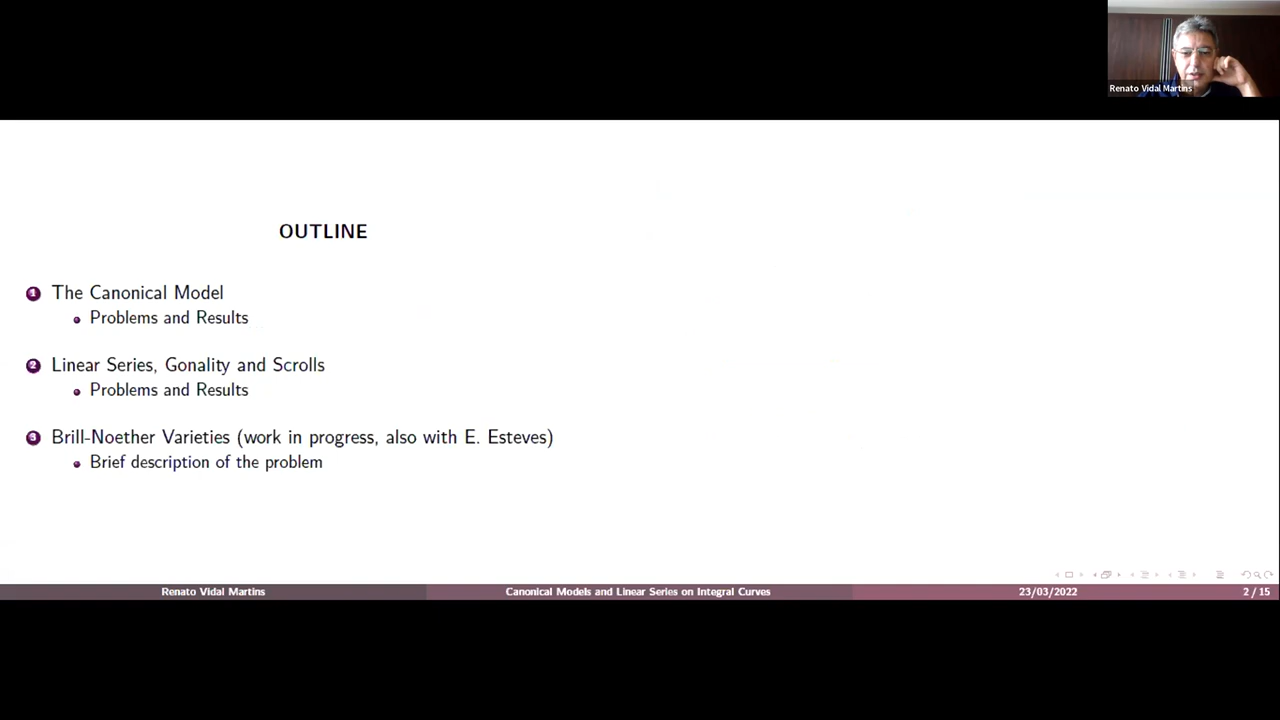 Renato Vidal Martins
OUTLINE
1 The Canonical Model
Problems and Results
2 Linear Series, Gonality and Scrolls
Problems and Results
3 Brill-Noether Varieties (work in progress, also with E. Esteves)
Brief description of the problem
Renato Vidal Martins
Canonical Models and Linear Series on Integral Curves
23/03/2022
2 / 15